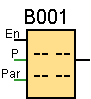 B001
En
P
Par
-- --
-- --